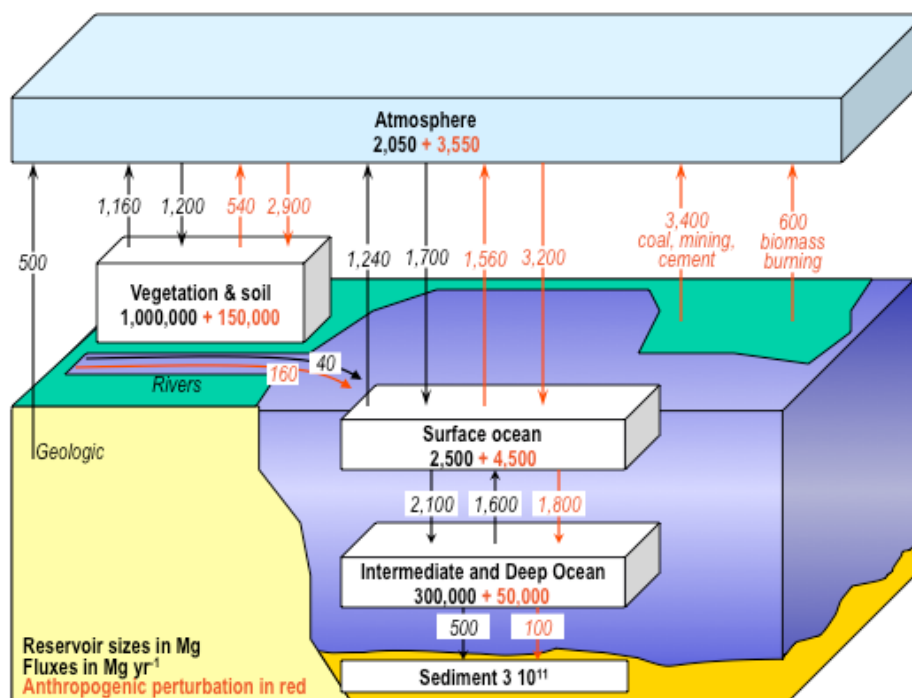 Atmosphere
2,050 + 3,550
1,160
1,200
540
2,900
500
1,240
1,700
1,560
3,200
3,400
coal, mining,
cement
600
biomass
burning
Vegetation & soil
1,000,000 + 150,000
40
160
Rivers
Geologic
Surface ocean
2,500 + 4,500
2,100
1,600
1,800
Intermediate and Deep Ocean
300,000 + 50,000
500
100
Sediment 3 10¹¹
Reservoir sizes in Mg
Fluxes in Mg yr⁻¹
Anthropogenic perturbation in red